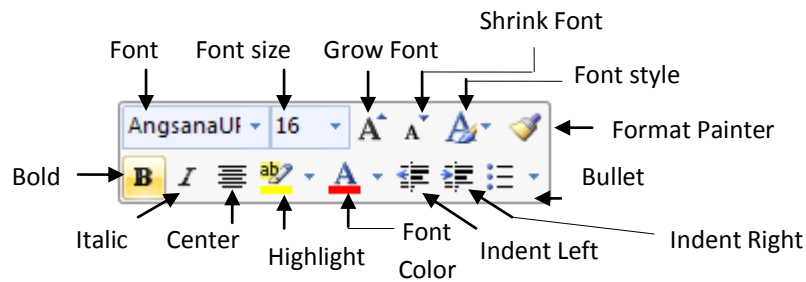 Shrink Font
Font Font size Grow Font
Font style
AngsanaUI 16 A A A
Format Painter
Bold B I ab A Bullet
Italic Center Highlight Font Color Indent Left Indent Right